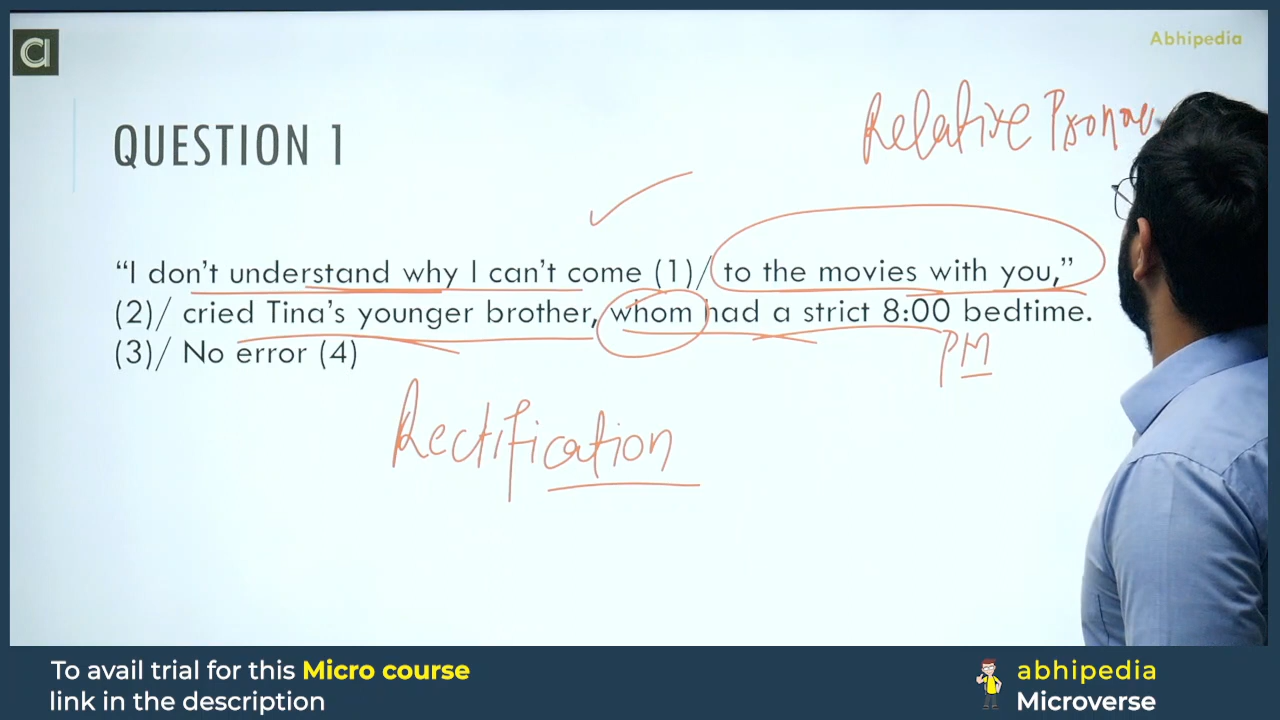 Abhipedia
Relative
QUESTION 1
“I don’t understand why I can’t come (1)/ to the movies with you,”
(2)/ cried Tina’s younger brother, whom had a strict 8:00 bedtime.
PM
(3)/ No error (4)
Rectification
To avail trial for this Micro course
link in the description
abhipedia
Microverse